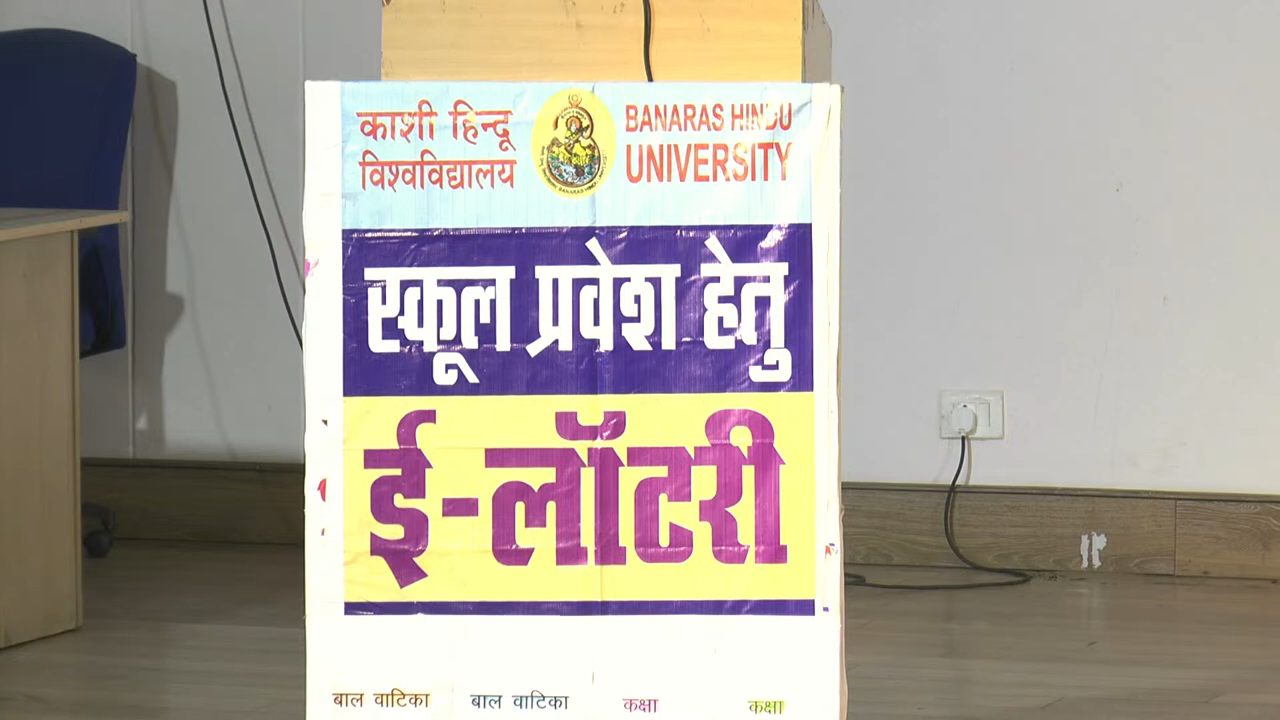 काशी हिन्दू
विश्वविद्यालय
BANARAS HINDU
UNIVERSITY
स्कूल प्रवेश हेतु
ई-लॉटरी
बाल वाटिका बाल वाटिका कक्षा कक्षा